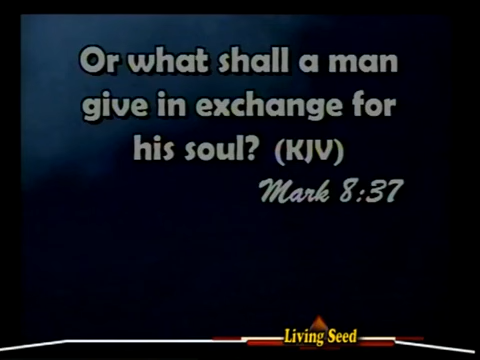 Or what shall a man
give in exchange for
his soul? (KJV)
Mark 8:37
Living Seed